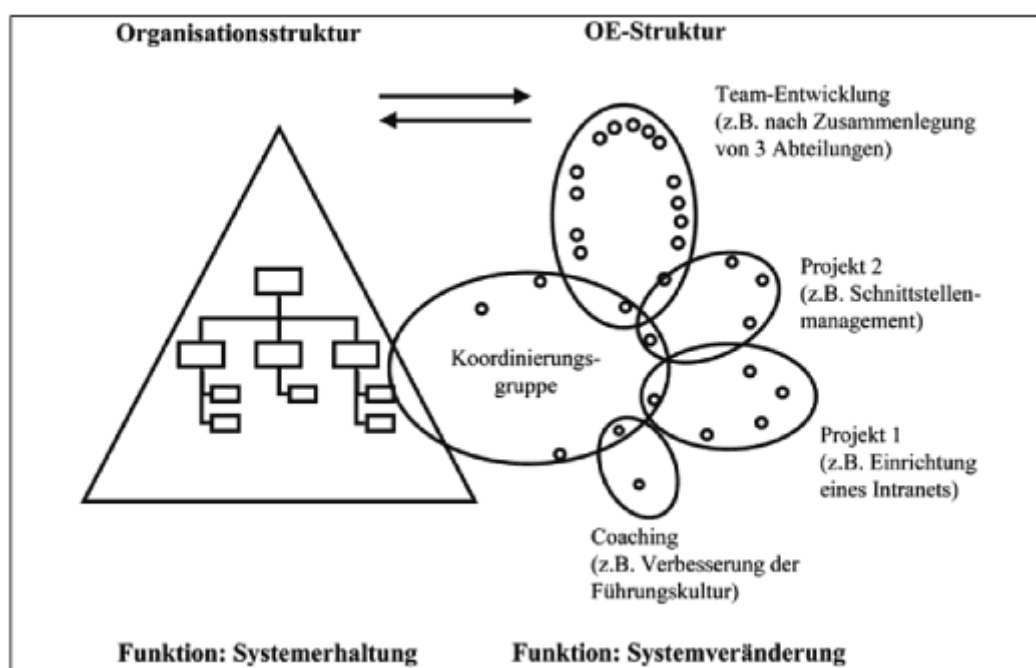 Organisationsstruktur
OE-Struktur
Team-Entwicklung
(z.B. nach Zusammenlegung
von 3 Abteilungen)
Projekt 2
(z.B. Schnittstellen-
management)
Koordinierungs-
gruppe
Projekt 1
(z.B. Einrichtung
eines Intranets)
Coaching
(z.B. Verbesserung der
Führungskultur)
Funktion: Systemerhaltung
Funktion: Systemveränderung